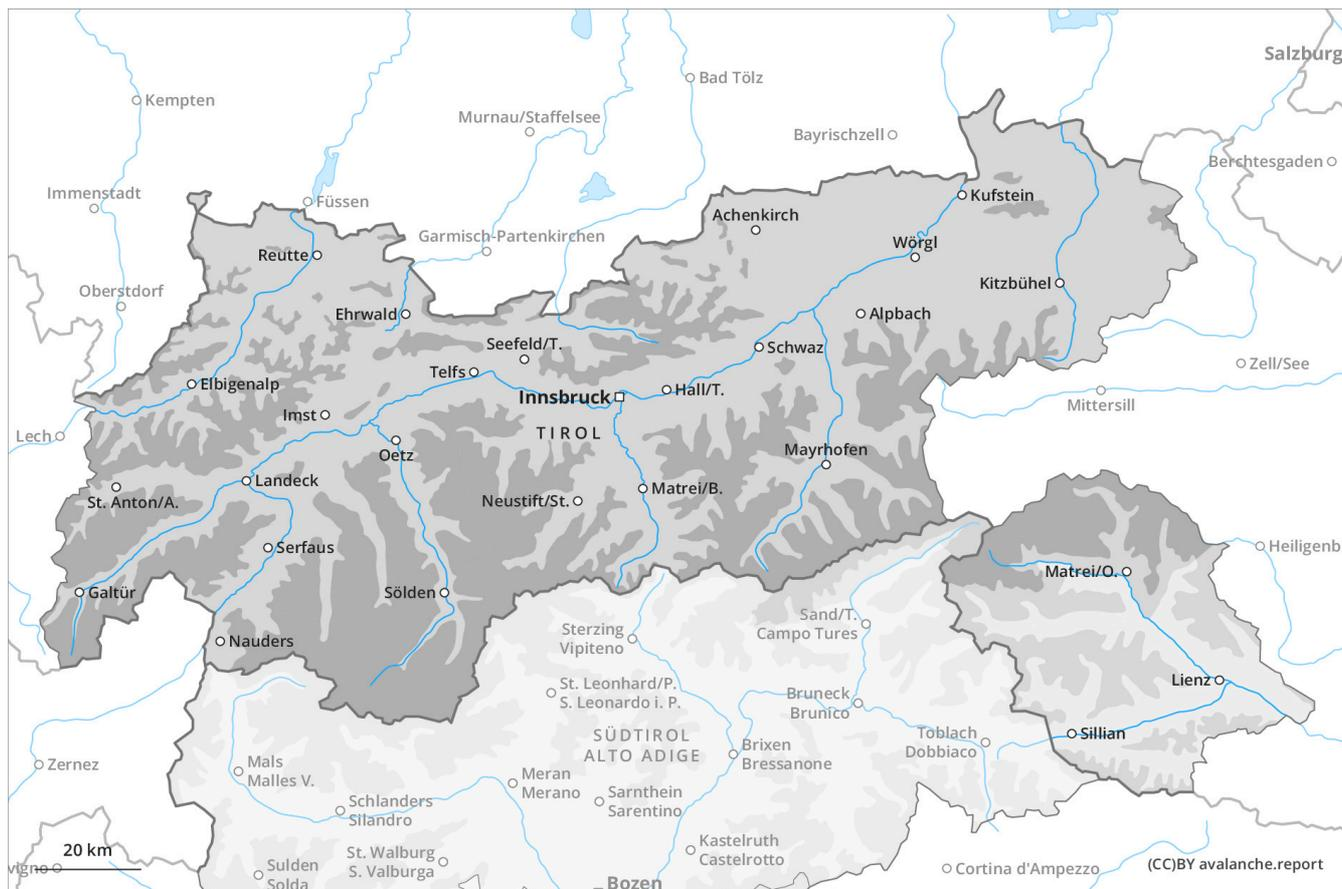 Salzburg
Bad Tölz
Kempten
Murnau/Staffelsee
Bayrischzell
Berchtesgaden
Immenstadt
Kufstein
Füssen
Achenkirch
Garmisch-Partenkirchen
Wörgl
Reutte
Kitzbühel
Oberstdorf
Ehrwald
Alpbach
Seefeld/T.
Schwaz
Zell/See
Telfs
Elbigenalp
Hall/T.
Innsbruck
Mittersill
Imst
Lech
TIROL
Oetz
Mayrhofen
Landeck
Matrei/B.
St. Anton/A.
Neustift/St.
Serfaus
Heiligenb
Matrei/O.
Galtür
Sölden
Sand/T.
Campo Tures
Sterzing
Vipiteno
Nauders
Lienz
St. Leonhard/P.
S. Leonardo i. P.
Bruneck
Brunico
SÜDTIROL
ALTO ADIGE
Toblach
Dobbiaco
Sillian
Brixen
Bressanone
Zernez
Mals
Malles V.
Meran
Merano
Sarnthein
Sarentino
Schlanders
Silandro
Kastelruth
Castelrotto
20 km
St. Walburg
S. Valburga
vigno
Cortina d'Ampezzo
(CC)BY avalanche.report
Sulden
Solda
Bozen